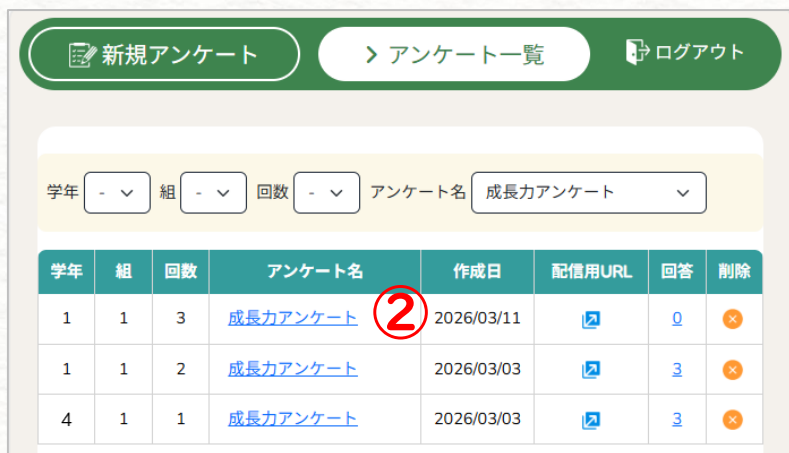 新規アンケート アンケート一覧 ログアウト
学年 - 組 - 回数 - アンケート名 成長力アンケート
学年 組 回数 アンケート名 作成日 配信用URL 回答 削除
1 1 3 成長力アンケート ② 2026/03/11 0
1 1 2 成長力アンケート 2026/03/03 3
4 1 1 成長力アンケート 2026/03/03 3